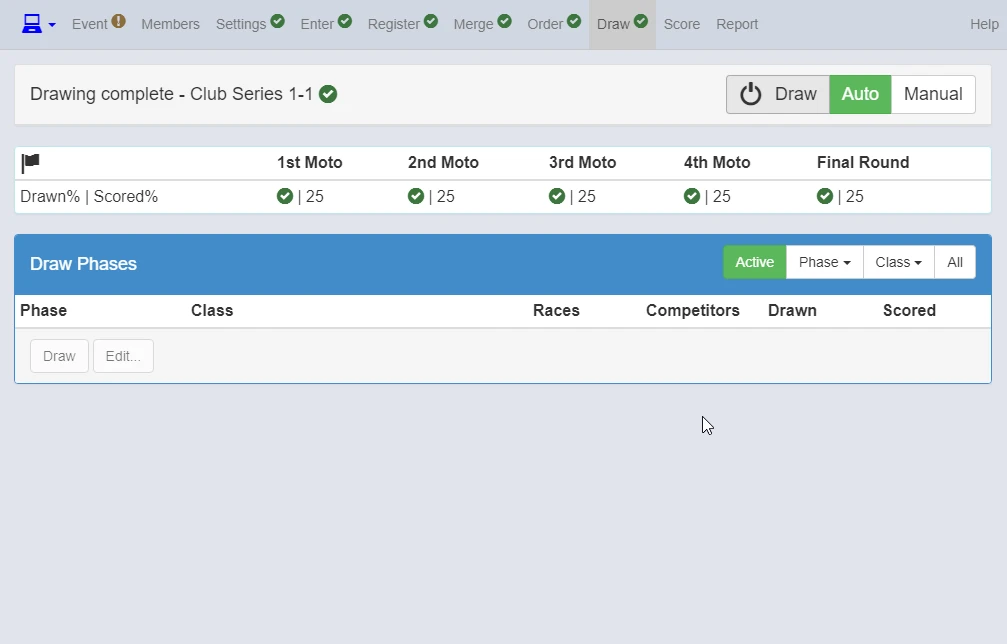 Event Members Settings Enter Register Merge Order Draw Score Report Help
Drawing complete - Club Series 1-1 Draw Auto Manual
1st Moto 2nd Moto 3rd Moto 4th Moto Final Round
Drawn% | Scored% | 25 | 25 | 25 | 25 | 25
Draw Phases Active Phase Class All
Phase Class Races Competitors Drawn Scored
Draw Edit...